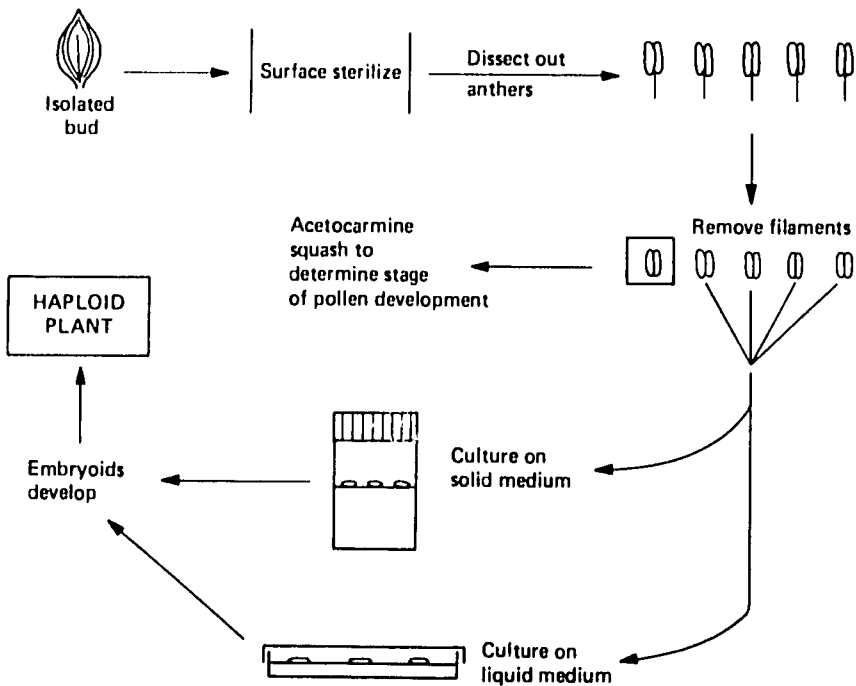 Isolated
bud
Surface sterilize
Dissect out
anthers
Remove filaments
Acetocarmine
squash to
determine stage
of pollen development
HAPLOID
PLANT
Embryoids
develop
Culture on
solid medium
Culture on
liquid medium